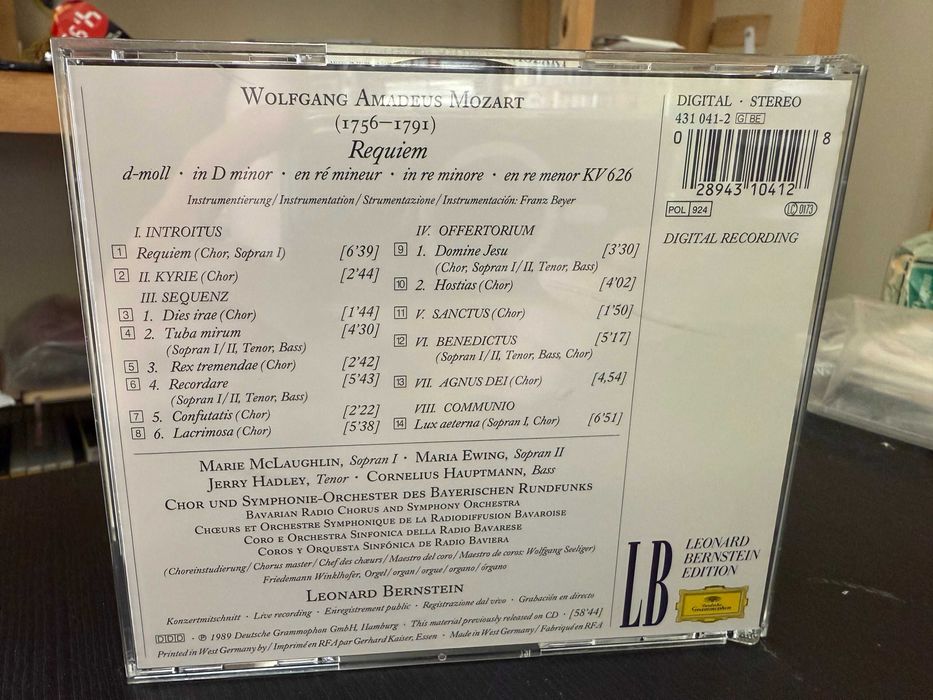 WOLFGANG AMADEUS MOZART
(1756–1791)
Requiem
d-moll · in D minor · en ré mineur · in re minore · en re menor KV 626
Instrumentierung / Instrumentation / Strumentazione / Instrumentación: Franz Beyer
I. INTROITUS
1 Requiem (Chor, Sopran I) [6'39]
2 II. KYRIE (Chor) [2'44]
III. SEQUENZ
3 1. Dies irae (Chor) [1'44]
4 2. Tuba mirum [4'30]
(Sopran I / II, Tenor, Bass)
5 3. Rex tremendae (Chor) [2'42]
6 4. Recordare [5'43]
(Sopran I / II, Tenor, Bass)
7 5. Confutatis (Chor) [2'22]
8 6. Lacrimosa (Chor) [5'38]
IV. OFFERTORIUM
9 1. Domine Jesu [3'30]
(Chor, Sopran I / II, Tenor, Bass)
10 2. Hostias (Chor) [4'02]
11 V. SANCTUS (Chor) [1'50]
12 VI. BENEDICTUS [5'17]
(Sopran I / II, Tenor, Bass, Chor)
13 VII. AGNUS DEI (Chor) [4,54]
VIII. COMMUNIO
14 Lux aeterna (Sopran I, Chor) [6'51]
MARIE MCLAUGHLIN, Sopran I · MARIA EWING, Sopran II
JERRY HADLEY, Tenor · CORNELIUS HAUPTMANN, Bass
CHOR UND SYMPHONIE-ORCHESTER DES BAYERISCHEN RUNDFUNKS
BAVARIAN RADIO CHORUS AND SYMPHONY ORCHESTRA
CHŒURS ET ORCHESTRE SYMPHONIQUE DE LA RADIODIFFUSION BAVAROISE
CORO E ORCHESTRA SINFONICA DELLA RADIO BAVARESE
COROS Y ORQUESTA SINFÓNICA DE RADIO BAVIERA
(Choreinstudierung / Chorus master / Chef des chœurs / Maestro del coro / Maestro de coros: Wolfgang Seeliger)
Friedemann Winklhofer, Orgel / organ / orgue / organo / órgano
LEONARD BERNSTEIN
Konzertmitschnitt · Live recording · Enregistrement public · Registrazione dal vivo · Grabación en directo
DDD · ℗ 1989 Deutsche Grammophon GmbH, Hamburg · This material previously released on CD · [58'44]
Printed in West Germany by / Imprimé en RFA par Gerhard Kaiser, Essen · Made in West Germany / Fabriqué en RFA
DIGITAL · STEREO
431 041-2 G BE
0 28943 10412 8
POL 924 LC 0173
DIGITAL RECORDING
LB
LEONARD
BERNSTEIN
EDITION
Deutsche
Grammophon